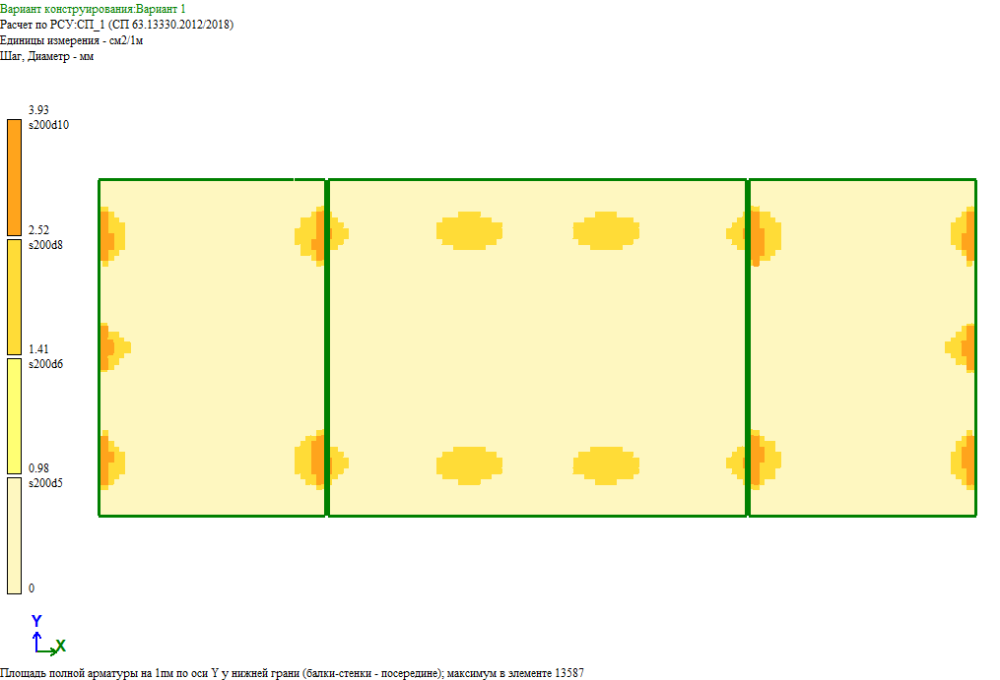 Вариант конструирования:Вариант 1
Расчет по РСУ:СП_1 (СП 63.13330.2012/2018)
Единицы измерения - см2/1м
Шаг, Диаметр - мм
3.93
s200d10
2.52
s200d8
1.41
s200d6
0.98
s200d5
0
Y
X
Площадь полной арматуры на 1пм по оси Y у нижней грани (балки-стенки - посередине); максимум в элементе 13587